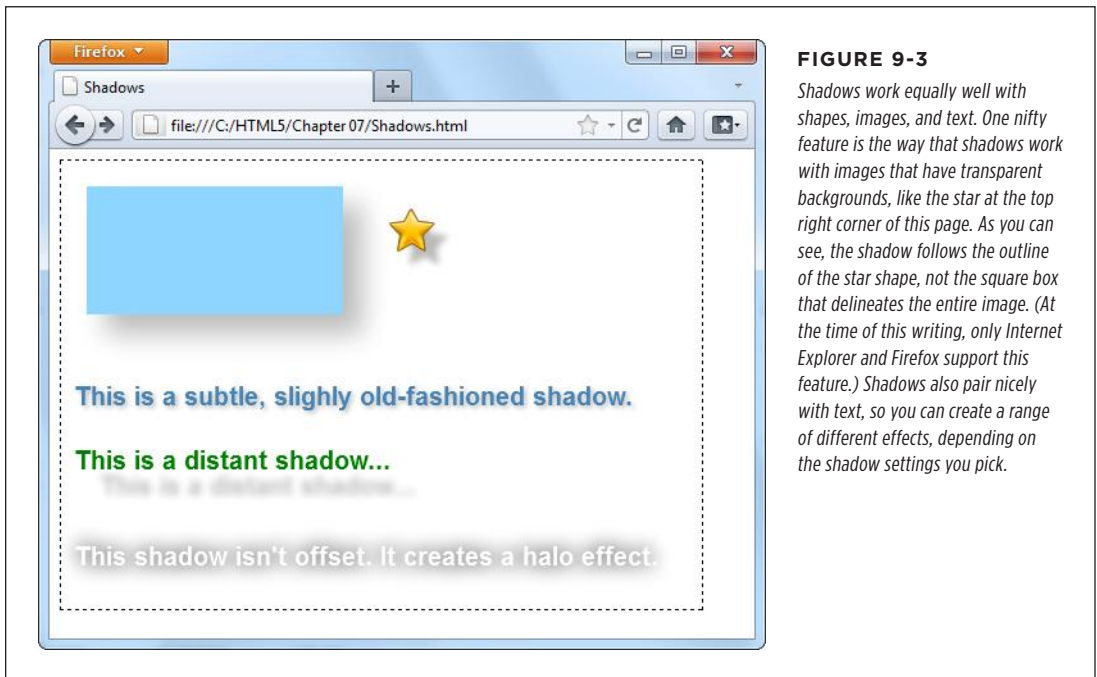 Firefox
Shadows
file:///C:/HTML5/Chapter 07/Shadows.html
This is a subtle, slighly old-fashioned shadow.
This is a distant shadow...
This is a distant shadow...
This shadow isn't offset. It creates a halo effect.
FIGURE 9-3
Shadows work equally well with
shapes, images, and text. One nifty
feature is the way that shadows work
with images that have transparent
backgrounds, like the star at the top
right corner of this page. As you can
see, the shadow follows the outline
of the star shape, not the square box
that delineates the entire image. (At
the time of this writing, only Internet
Explorer and Firefox support this
feature.) Shadows also pair nicely
with text, so you can create a range
of different effects, depending on
the shadow settings you pick.